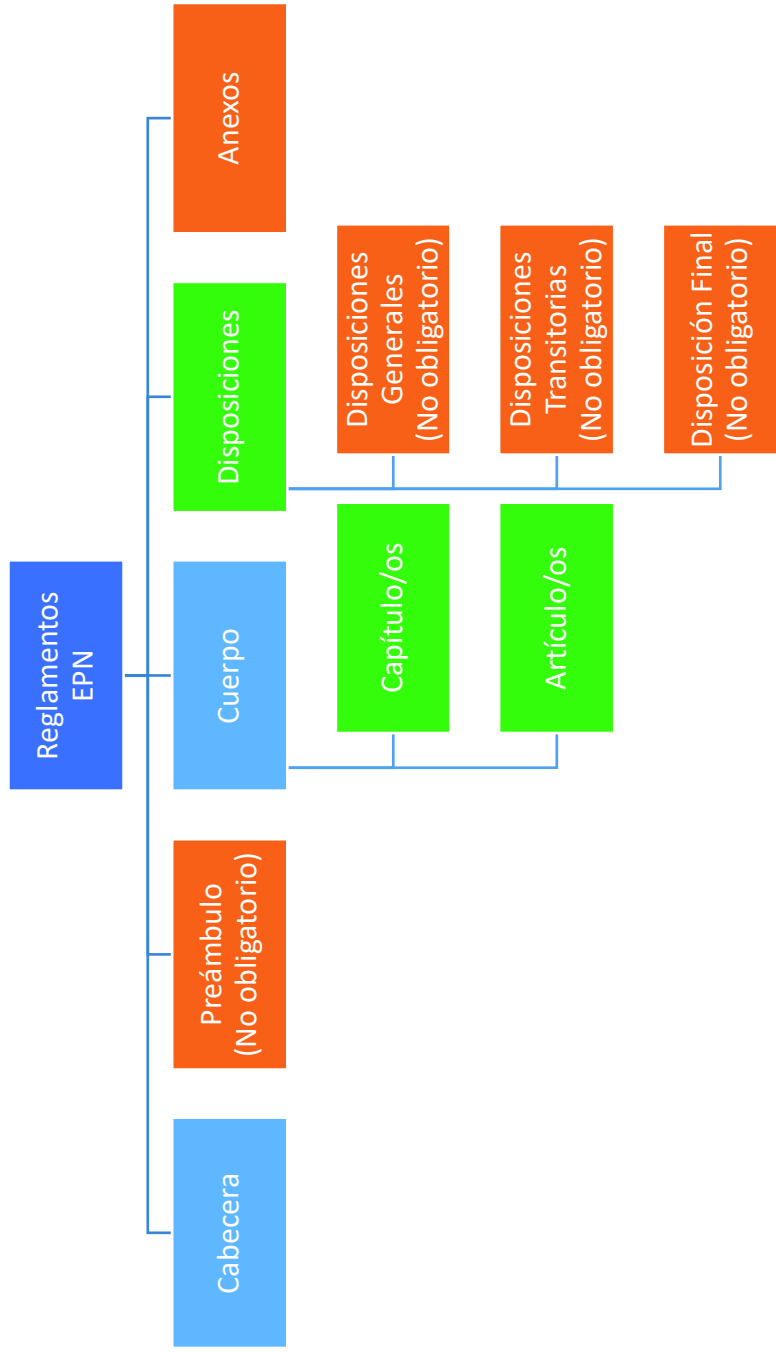 Reglamentos
EPN
Cabecera
Preámbulo
(No obligatorio)
Cuerpo
Capítulo/os
Artículo/os
Disposiciones
Disposiciones
Generales
(No obligatorio)
Disposiciones
Transitorias
(No obligatorio)
Disposición Final
(No obligatorio)
Anexos